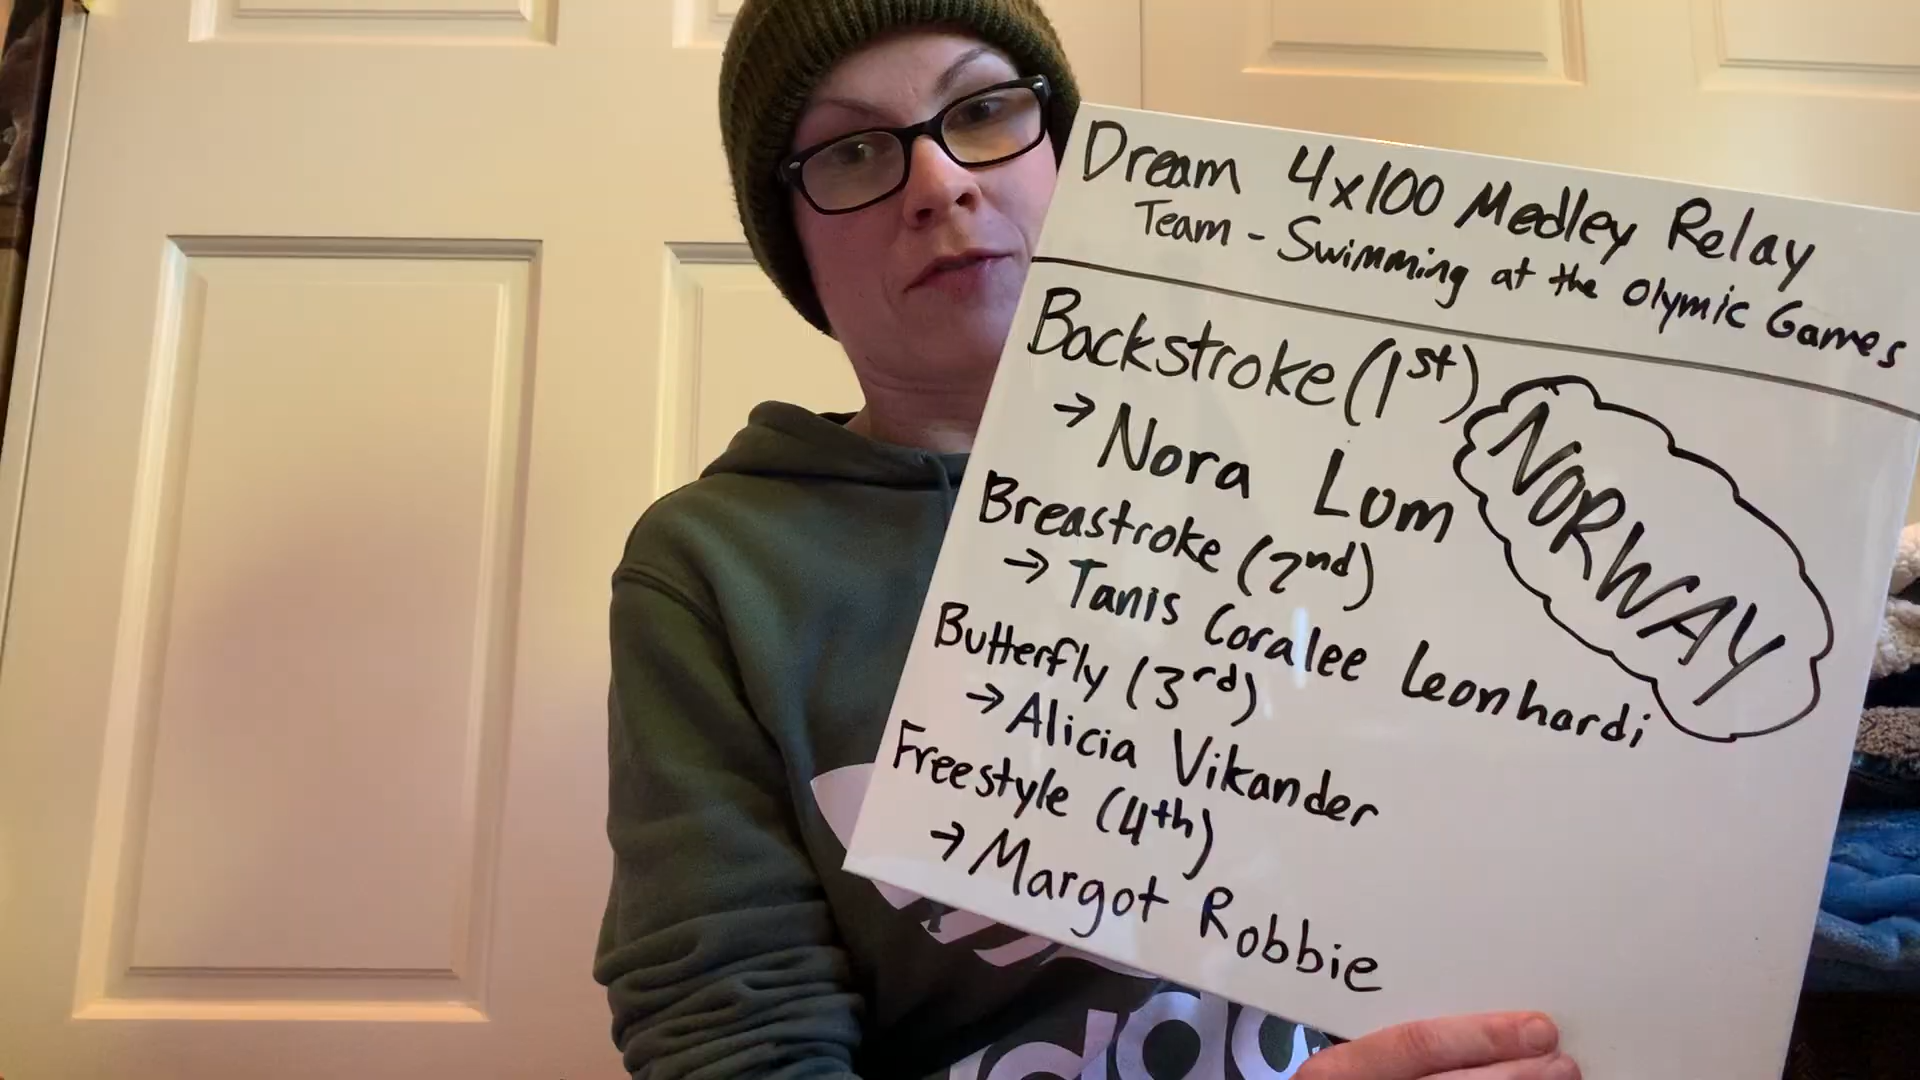 Dream 4x100 Medley Relay
Team - Swimming at the Olymic Games
Backstroke (1st)
→ Nora Lum
Breastroke (2nd)
→ Tanis Coralee Leonhardi
Butterfly (3rd)
→ Alicia Vikander
Freestyle (4th)
→ Margot Robbie
NORWAY